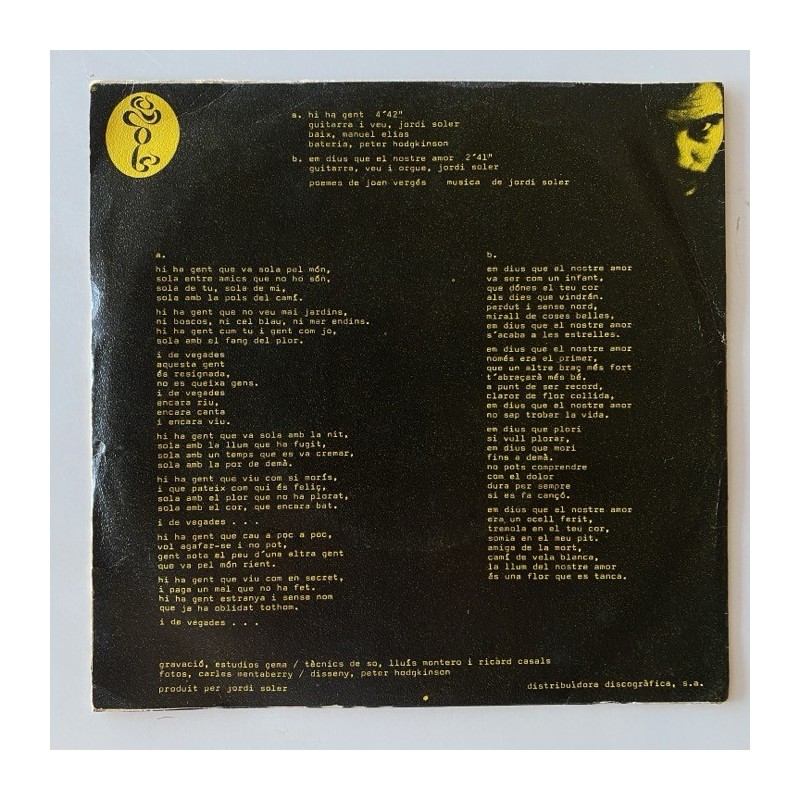 a. hi ha gent 4'42"
guitarra i veu, jordi soler
baix, manuel elias
bateria, peter hodgkinson
b. em dius que el nostre amor 2'41"
guitarra, veu i orgue, jordi soler
poemes de joan vergés musica de jordi soler
a.
hi ha gent que va sola pel món,
sola entre amics que no ho són,
sola de tu, sola de mi,
sola amb la pols del camí.
hi ha gent que no veu mai jardins,
ni boscos, ni cel blau, ni mar endins.
hi ha gent com tu i gent com jo,
sola amb el fang del plor.
i de vegades
aquesta gent
és resignada,
no es queixa gens.
i de vegades
encara riu,
encara canta
i encara viu.
hi ha gent que va sola amb la nit,
sola amb la llum que ha fugit,
sola amb un temps que es va cremar,
sola amb la por de demà.
hi ha gent que viu com si morís,
i que pateix com qui és feliç,
sola amb el plor que no ha plorat,
sola amb el cor, que encara bat.
i de vegades . . .
hi ha gent que cau a poc a poc,
vol agafar-se i no pot,
gent sota el peu d'una altra gent
que va pel món rient.
hi ha gent que viu com en secret,
i paga un mal que no ha fet.
hi ha gent estranya i sense nom
que ja ha oblidat tothom.
i de vegades . . .
b.
em dius que el nostre amor
va ser com un infant,
que dónes el teu cor
als dies que vindrán.
perdut i sense nord,
mirall de coses belles,
em dius que el nostre amor
s'acaba a les estrelles.
em dius que el nostre amor
només era el primer,
que un altre braç més fort
t'abraçarà més bé.
a punt de ser record,
claror de flor collida,
em dius que el nostre amor
no sap trobar la vida.
em dius que plori
si vull plorar,
em dius que mori
fins a demà.
no pots comprendre
com el dolor
dura per sempre
si es fa cançó.
em dius que el nostre amor
era un ocell ferit,
tremola en el teu cor,
somia en el meu pit.
amiga de la mort,
camí de vela blanca,
la llum del nostre amor
és una flor que es tanca.
gravació, estudios gema / tècnics de so, lluís montero i ricàrd casals
fotos, carles mentaberry / disseny, peter hodgkinson
produit per jordi soler
distribuïdora discogràfica, s.a.